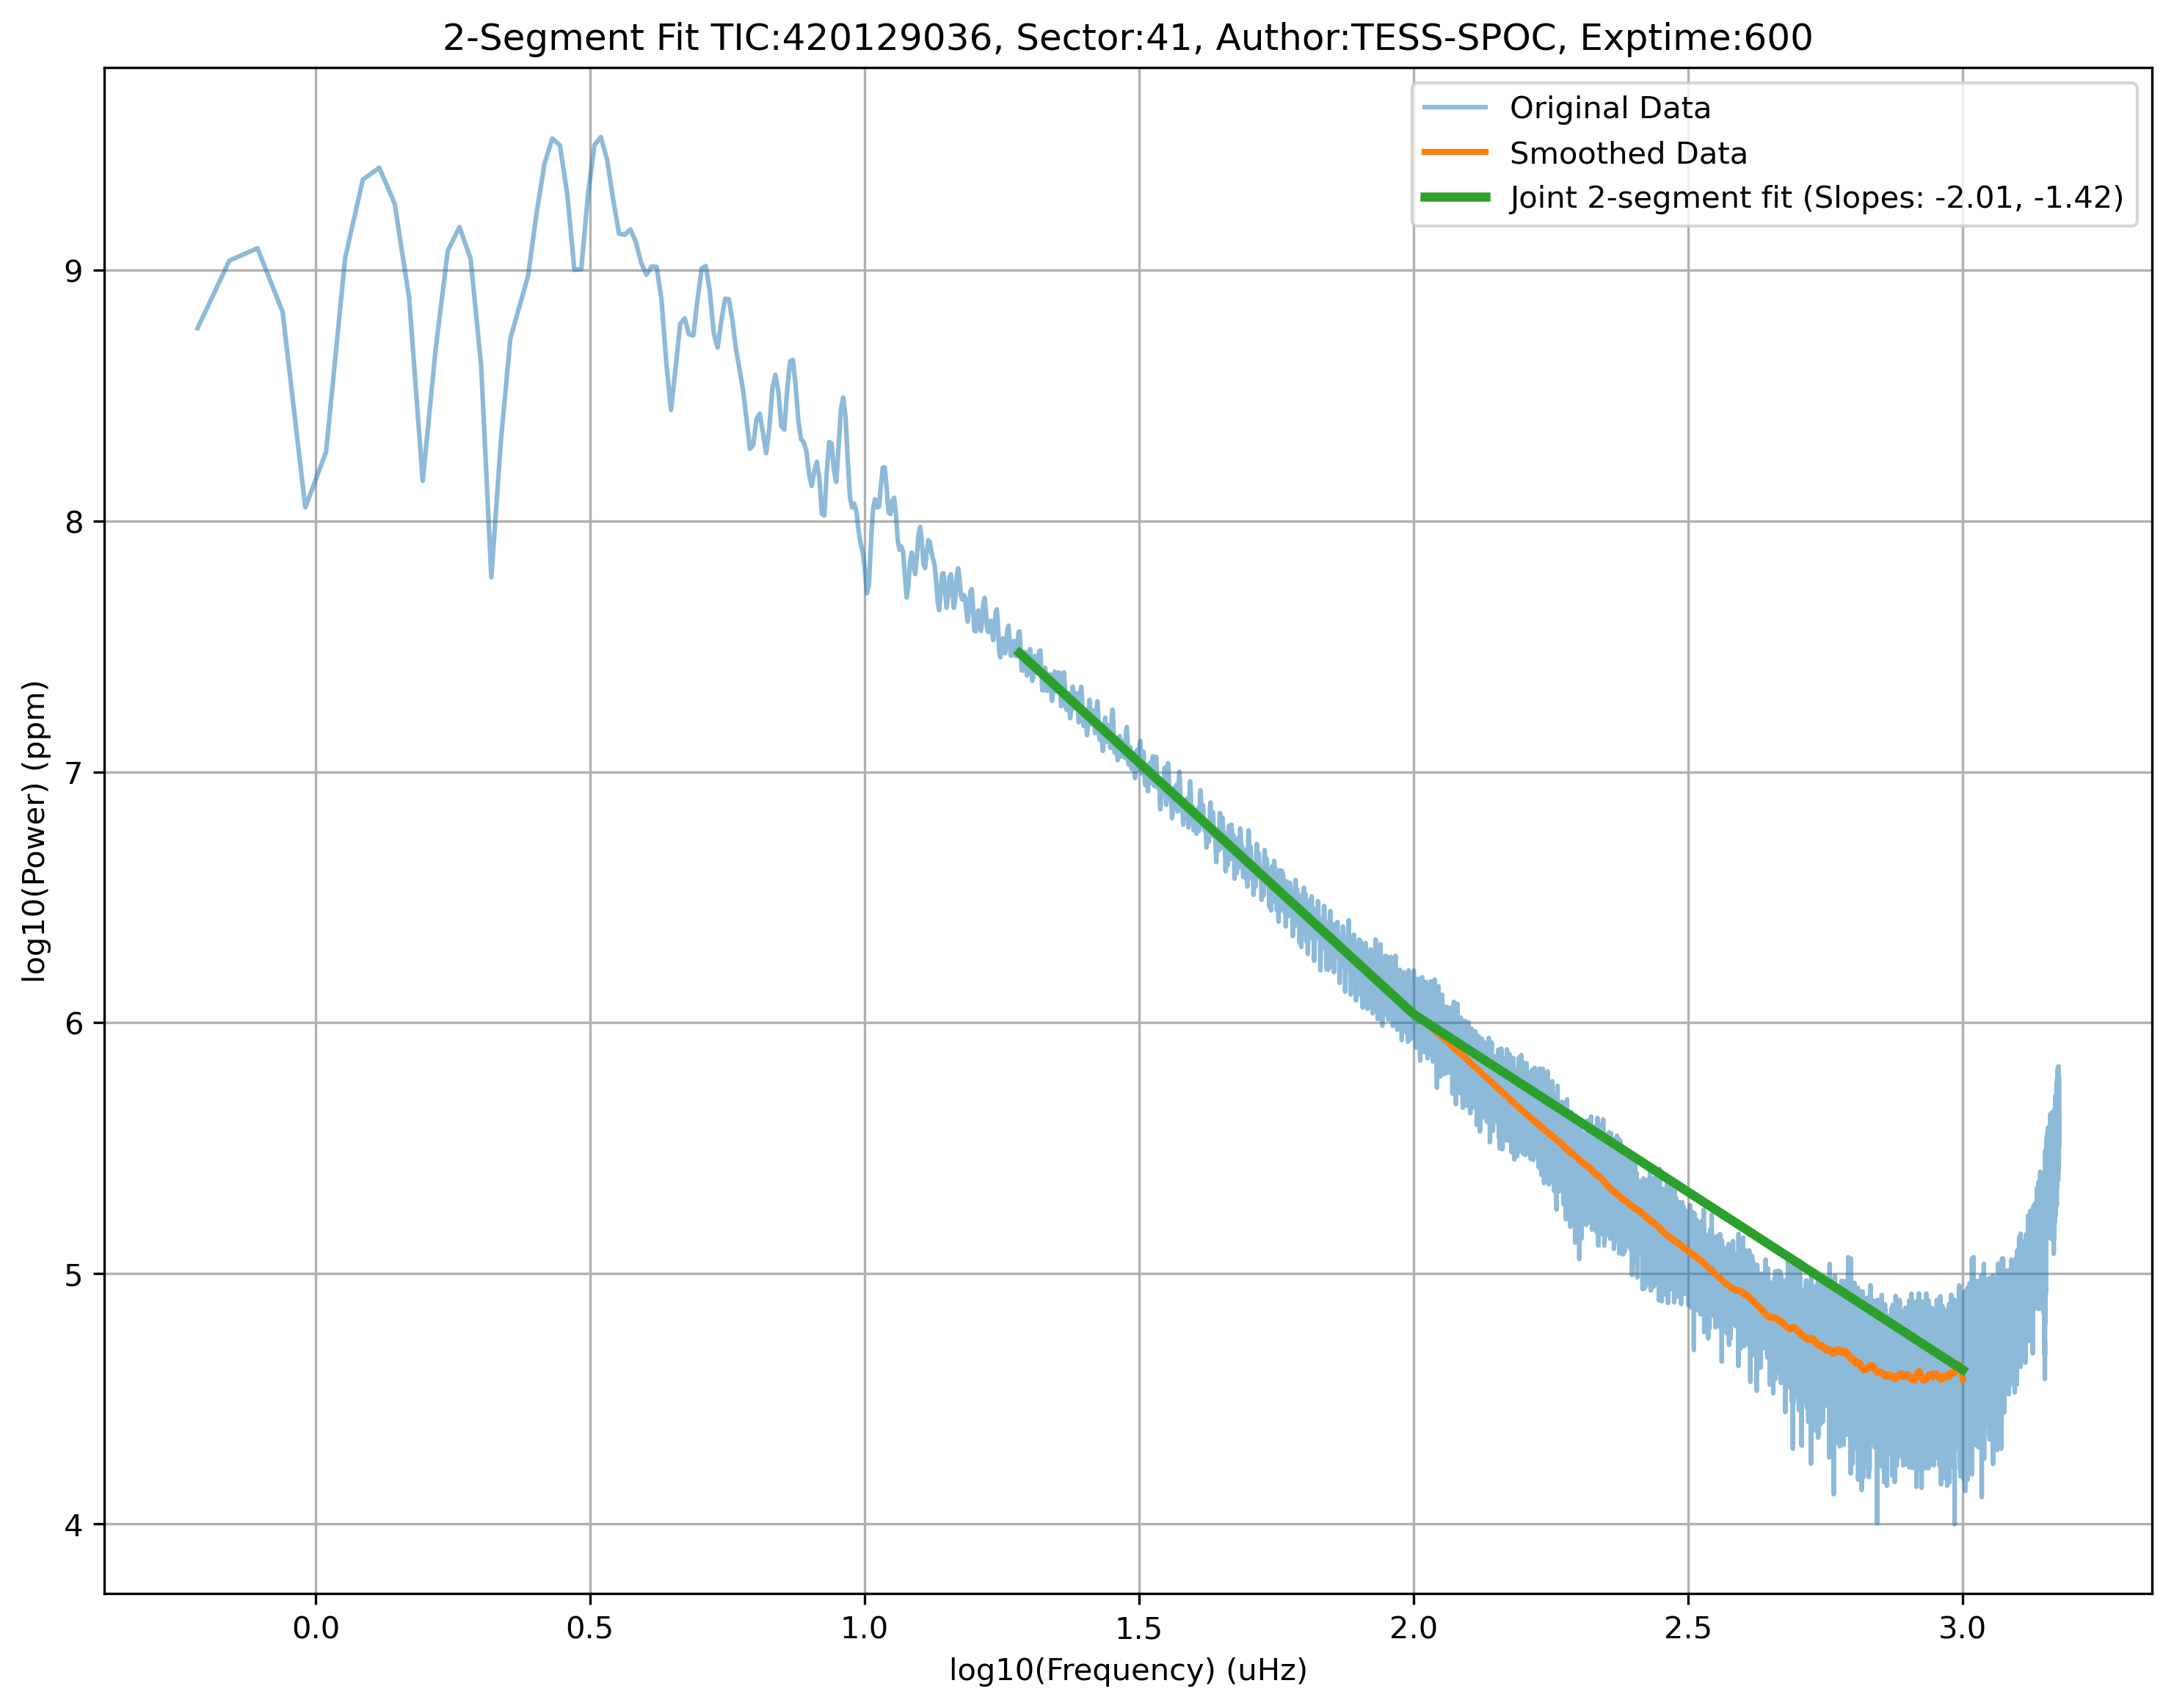 2-Segment Fit TIC:420129036, Sector:41, Author:TESS-SPOC, Exptime:600
Original Data
Smoothed Data
Joint 2-segment fit (Slopes: -2.01, -1.42)
log10(Power) (ppm)
9
8
7
6
5
4
0.0 0.5 1.0 1.5 2.0 2.5 3.0
log10(Frequency) (uHz)